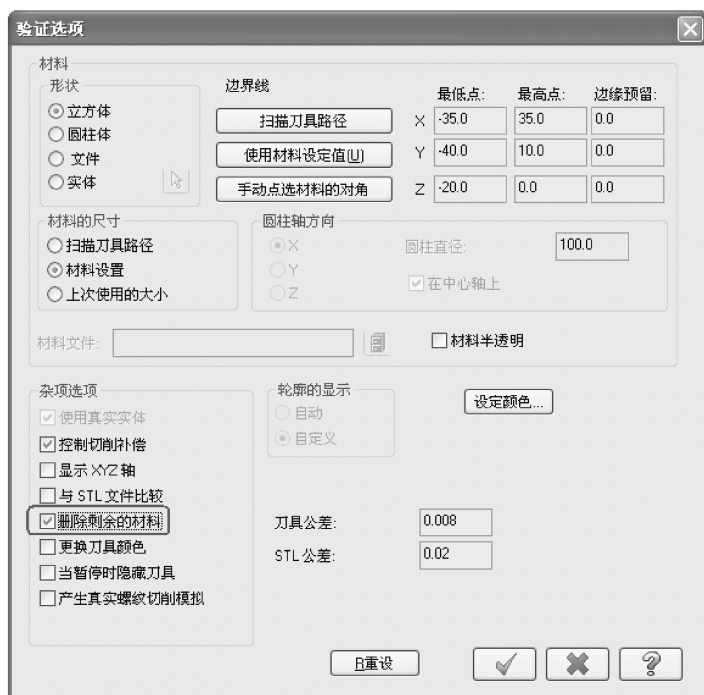 验证选项
材料
形状
立方体
圆柱体
文件
实体
边界线
扫描刀具路径
使用材料设定值(U)
手动点选材料的对角
最低点: 最高点: 边缘预留:
X -35.0 35.0 0.0
Y -40.0 10.0 0.0
Z -20.0 0.0 0.0
材料的尺寸
扫描刀具路径
材料设置
上次使用的大小
圆柱轴方向
X
Y
Z
圆柱直径: 100.0
在中心轴上
材料文件:
材料半透明
杂项选项
使用真实实体
控制切削补偿
显示 XYZ 轴
与 STL 文件比较
删除剩余的材料
更换刀具颜色
当暂停时隐藏刀具
产生真实螺纹切削模拟
轮廓的显示
自动
自定义
设定颜色...
刀具公差: 0.008
STL 公差: 0.02
R重设